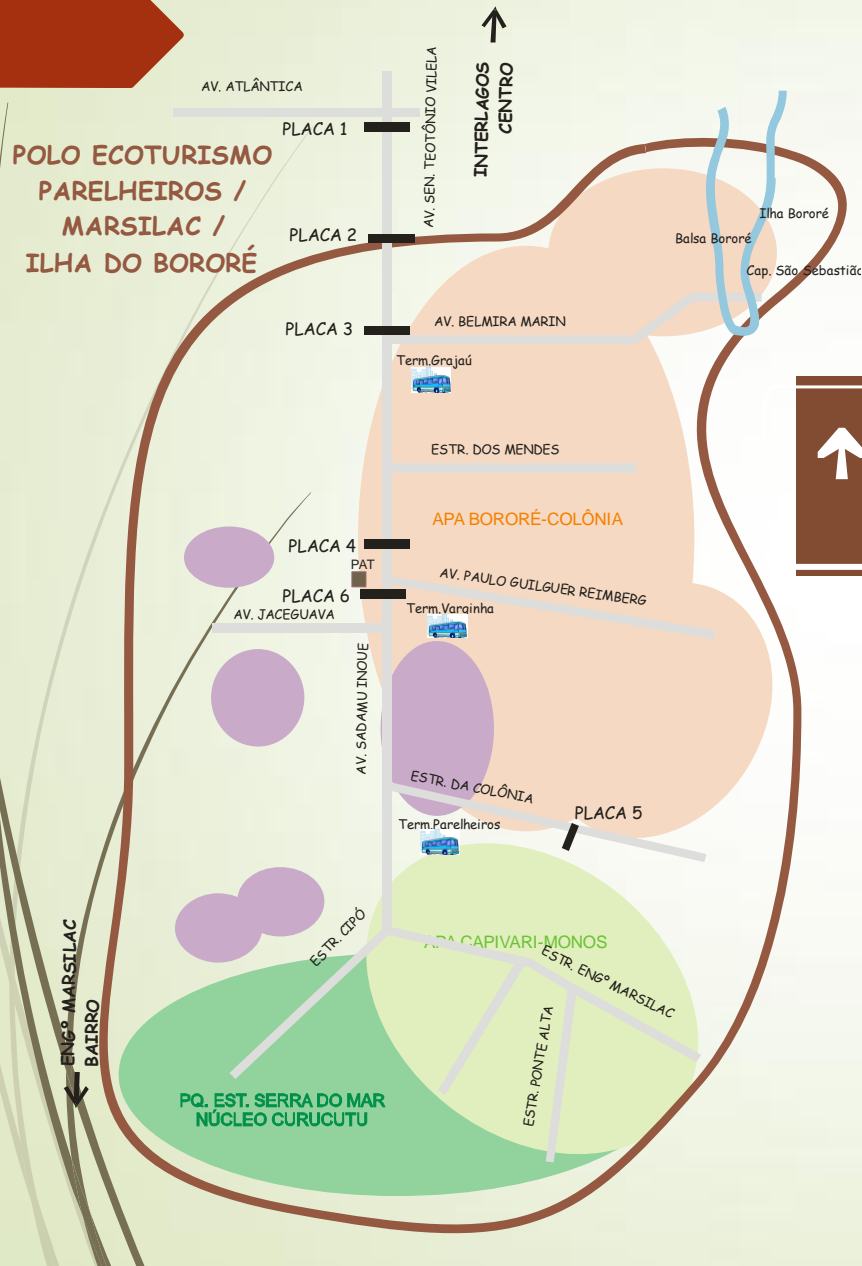 INTERLAGOS
CENTRO
AV. SEN. TEOTÔNIO VILELA
AV. ATLÂNTICA
PLACA 1
POLO ECOTURISMO
PARELHEIROS /
MARSILAC /
ILHA DO BORORÉ
PLACA 2
Ilha Bororé
Balsa Bororé
Cap. São Sebastião
PLACA 3
AV. BELMIRA MARIN
Term.Grajaú
ESTR. DOS MENDES
APA BORORÉ-COLÔNIA
PLACA 4
PAT
AV. PAULO GUILGUER REIMBERG
PLACA 6
Term.Varginha
AV. JACEGUAVA
AV. SADAMU INOUE
ESTR. DA COLÔNIA
PLACA 5
Term.Parelheiros
ESTR. CIPÓ
APA CAPIVARI-MONOS
ESTR. ENGº MARSILAC
ENGº MARSILAC
BAIRRO
ESTR. PONTE ALTA
PQ. EST. SERRA DO MAR
NÚCLEO CURUCUTU